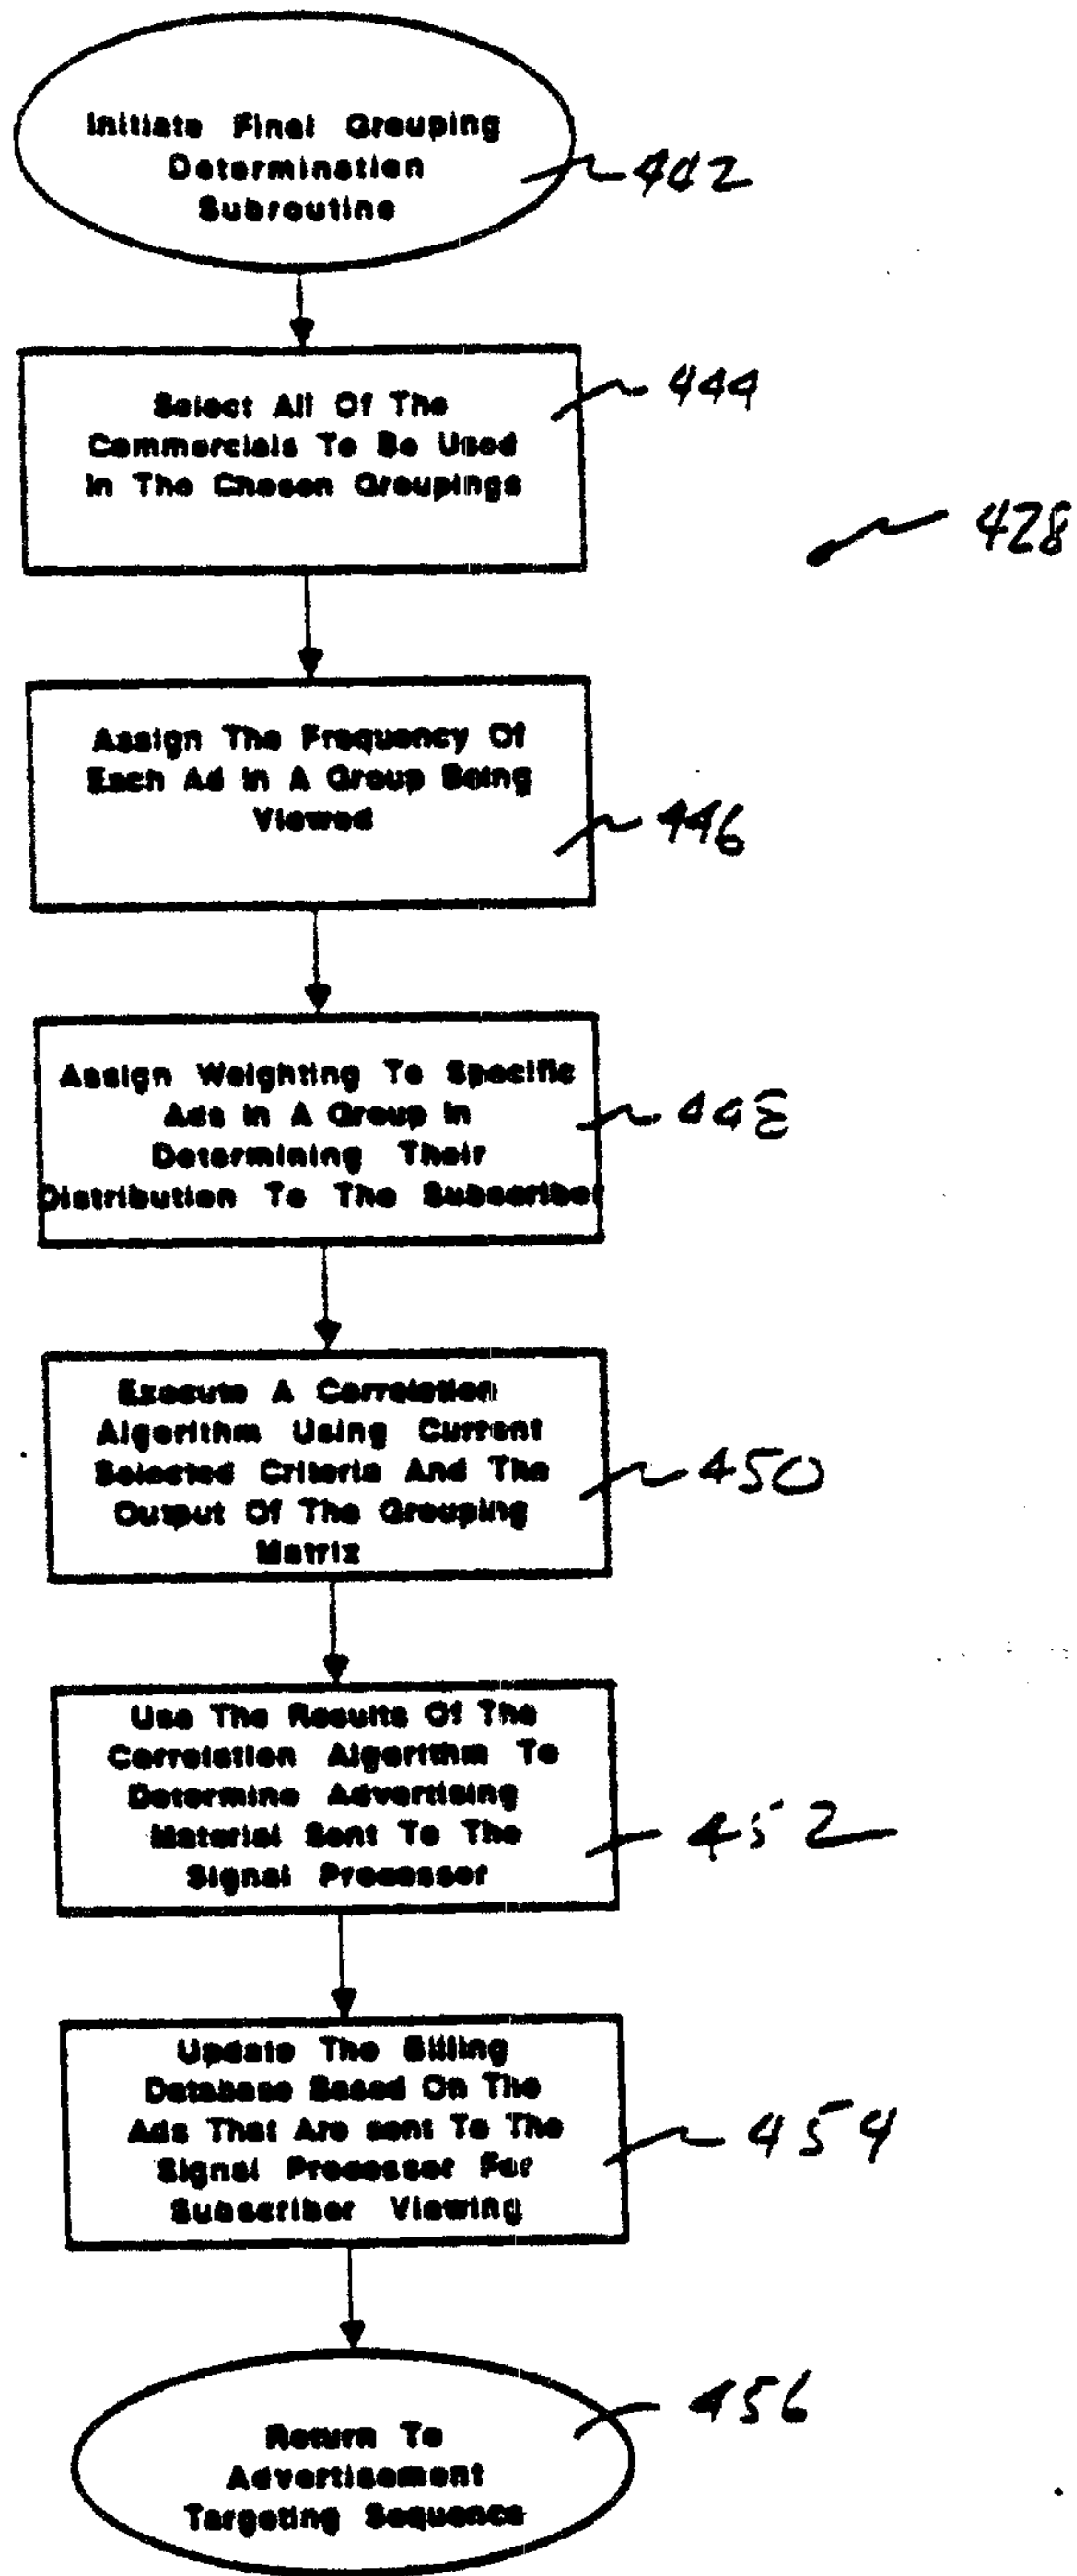 Initiate Final Grouping
Determination
Subroutine
442
Select All Of The
Commercials To Be Used
In The Chosen Groupings
444
428
Assign The Frequency Of
Each Ad In A Group Being
Viewed
446
Assign Weighting To Specific
Ads In A Group In
Determining Their
Distribution To The Subscriber
448
Execute A Correlation
Algorithm Using Current
Selected Criteria And The
Output Of The Grouping
Matrix
450
Use The Results Of The
Correlation Algorithm To
Determine Advertising
Material Sent To The
Signal Processor
452
Update The Billing
Database Based On The
Ads That Are sent To The
Signal Processor For
Subscriber Viewing
454
Return To
Advertisement
Targeting Sequence
456